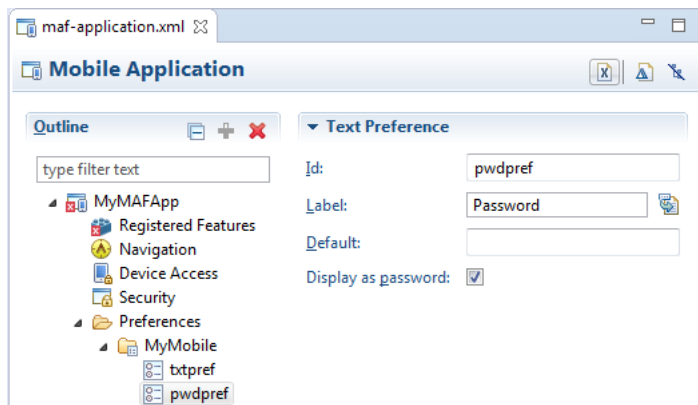 maf-application.xml
Mobile Application
Outline
type filter text
MyMAFApp
Registered Features
Navigation
Device Access
Security
Preferences
MyMobile
txtpref
pwdpref
Text Preference
Id: pwdpref
Label: Password
Default:
Display as password: